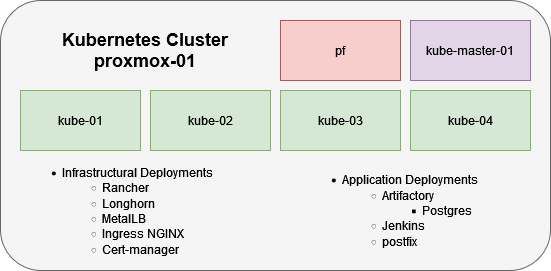 Kubernetes Cluster
proxmox-01
pf
kube-master-01
kube-01
kube-02
kube-03
kube-04
Infrastructural Deployments
Rancher
Longhorn
MetalLB
Ingress NGINX
Cert-manager
Application Deployments
Artifactory
Postgres
Jenkins
postfix